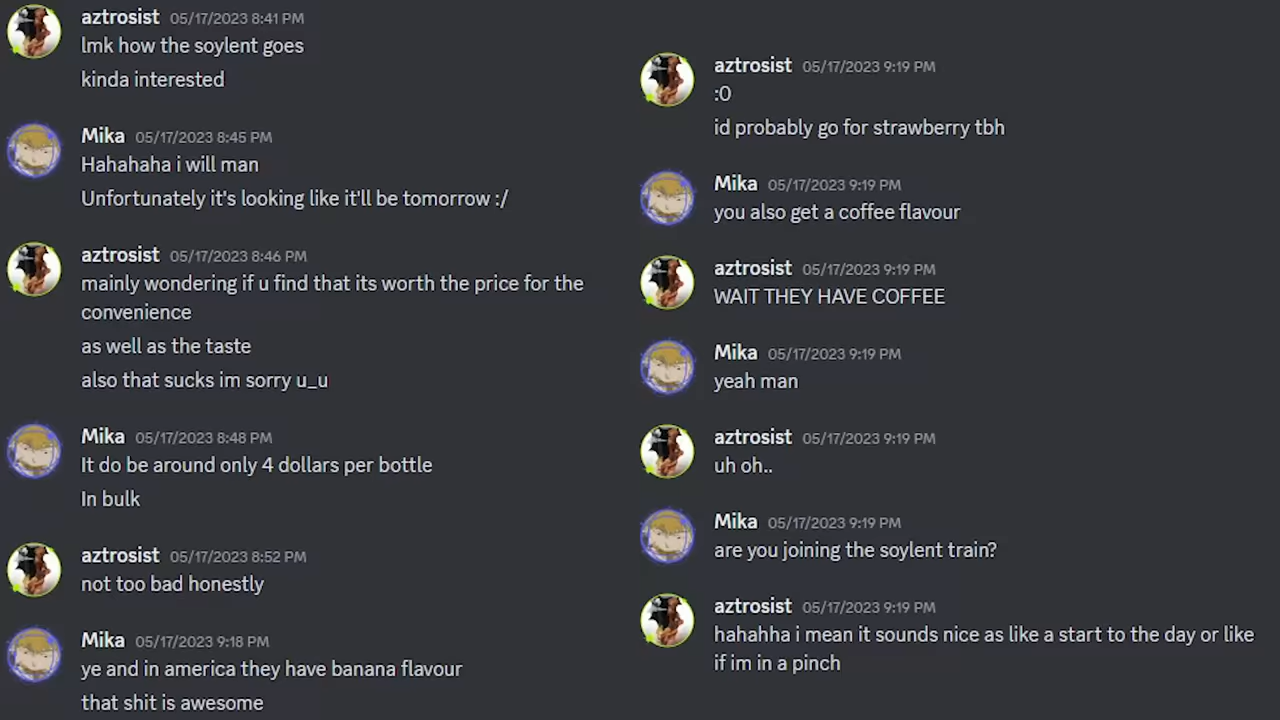 aztrosist 05/17/2023 8:41 PM
lmk how the soylent goes
kinda interested
Mika 05/17/2023 8:45 PM
Hahahaha i will man
Unfortunately it's looking like it'll be tomorrow :/
aztrosist 05/17/2023 8:46 PM
mainly wondering if u find that its worth the price for the
convenience
as well as the taste
also that sucks im sorry u_u
Mika 05/17/2023 8:48 PM
It do be around only 4 dollars per bottle
In bulk
aztrosist 05/17/2023 8:52 PM
not too bad honestly
Mika 05/17/2023 9:18 PM
ye and in america they have banana flavour
that shit is awesome
aztrosist 05/17/2023 9:19 PM
:O
id probably go for strawberry tbh
Mika 05/17/2023 9:19 PM
you also get a coffee flavour
aztrosist 05/17/2023 9:19 PM
WAIT THEY HAVE COFFEE
Mika 05/17/2023 9:19 PM
yeah man
aztrosist 05/17/2023 9:19 PM
uh oh..
Mika 05/17/2023 9:19 PM
are you joining the soylent train?
aztrosist 05/17/2023 9:19 PM
hahahha i mean it sounds nice as like a start to the day or like
if im in a pinch